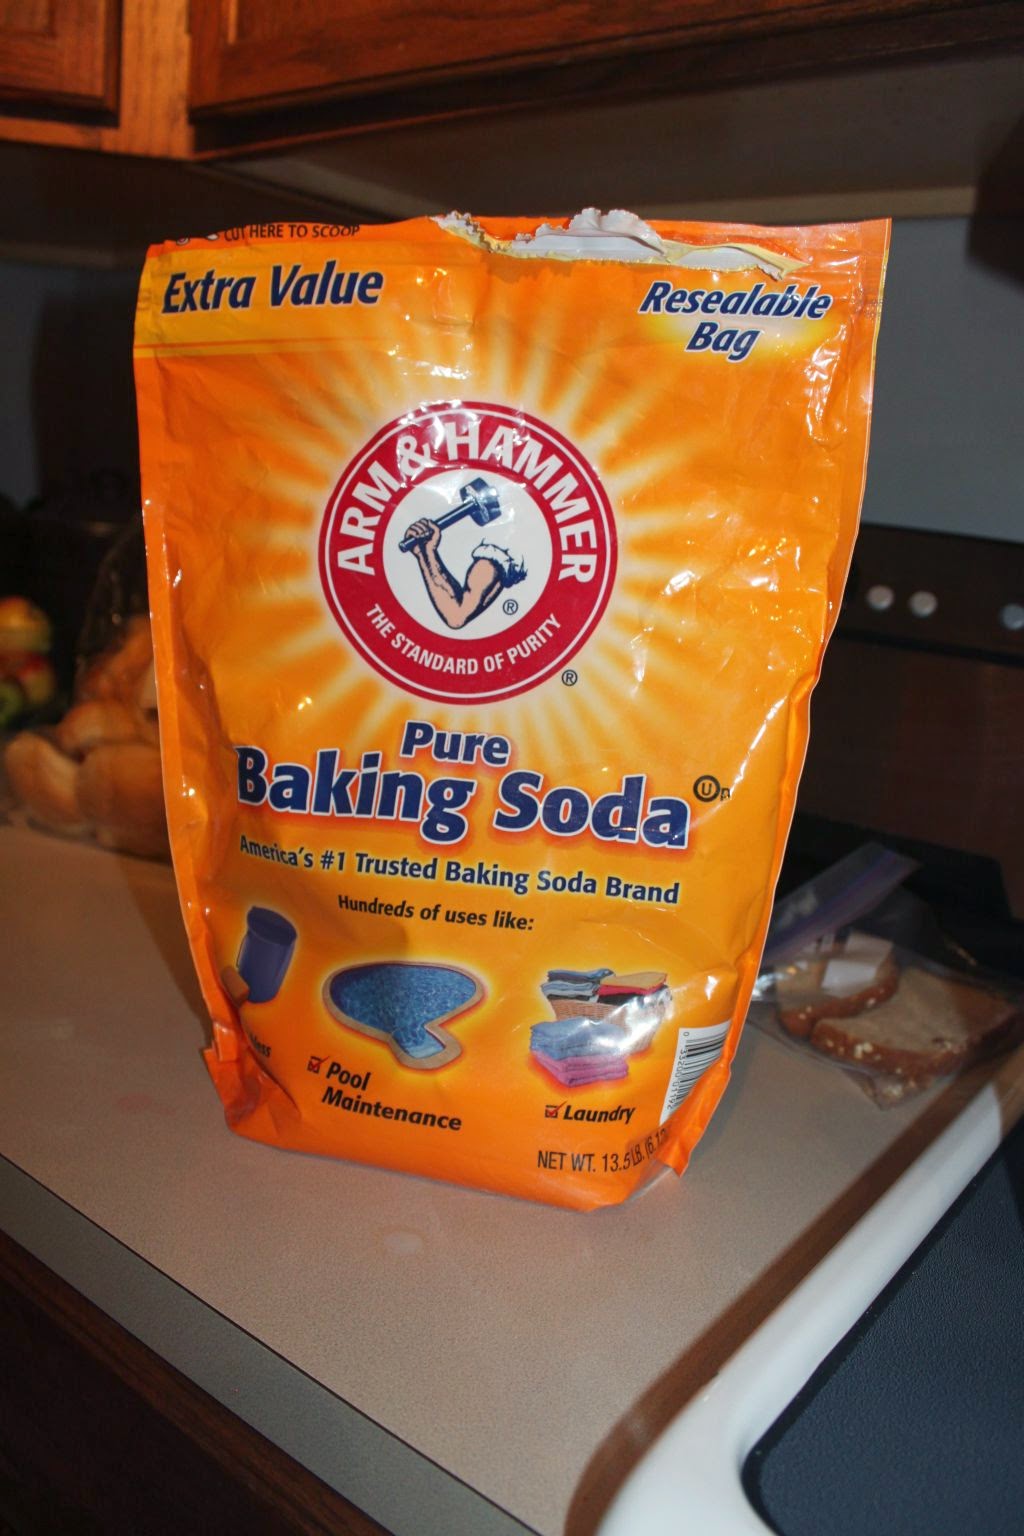 CUT HERE TO SCOOP
Extra Value
Resealable
Bag
ARM & HAMMER
®
THE STANDARD OF PURITY
®
Pure
Baking Soda
U
America's #1 Trusted Baking Soda Brand
Hundreds of uses like:
Pool
Maintenance
Laundry
NET WT. 13.5 LB.